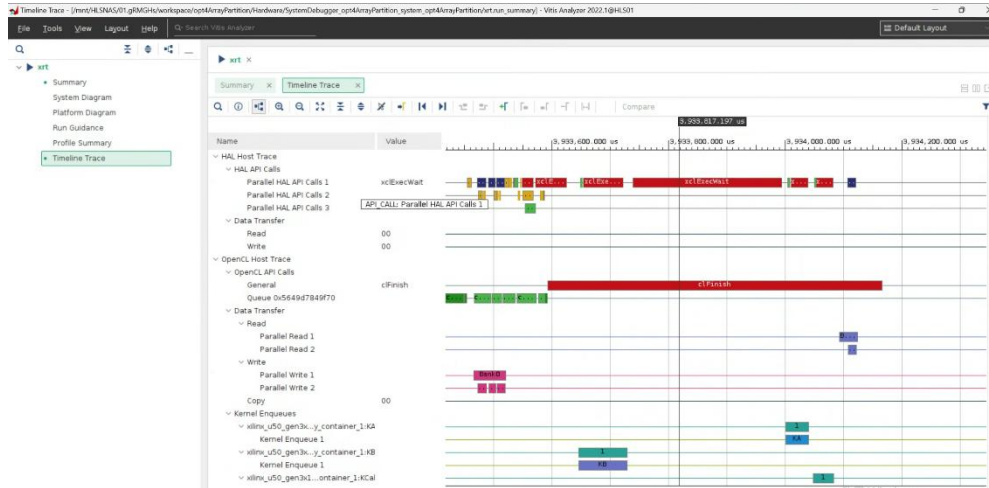 Timeline Trace - [/mnt/HLSNAS/01.gRMGHs/workspace/opt4ArrayPartition/Hardware/SystemDebugger_opt4ArrayPartition_system_opt4ArrayPartition/xrt.run_summary] - Vitis Analyzer 2022.1@HLS01
File Tools View Layout Help Search Vitis Analyzer Default Layout
xrt
Summary
System Diagram
Platform Diagram
Run Guidance
Profile Summary
Timeline Trace
xrt
Summary Timeline Trace
Compare
3,933,817.197 us
Name Value 3,933,600.000 us 3,933,800.000 us 3,934,000.000 us 3,934,200.000 us
HAL Host Trace
HAL API Calls
Parallel HAL API Calls 1 xclExecWait xclE... xclExe... xclExecWait x... x...
Parallel HAL API Calls 2
API_CALL: Parallel HAL API Calls 1
Parallel HAL API Calls 3
Data Transfer
Read 00
Write 00
OpenCL Host Trace
OpenCL API Calls
General clFinish clFinish
Queue 0x5649d7849f70
Data Transfer
Read
Parallel Read 1
Parallel Read 2
Write
Parallel Write 1
Parallel Write 2
Copy 00
Kernel Enqueues
xilinx_u50_gen3x...y_container_1:KA 1
Kernel Enqueue 1 KA
xilinx_u50_gen3x...y_container_1:KB 1
Kernel Enqueue 1 KB
xilinx_u50_gen3x1...ontainer_1:KCal 1